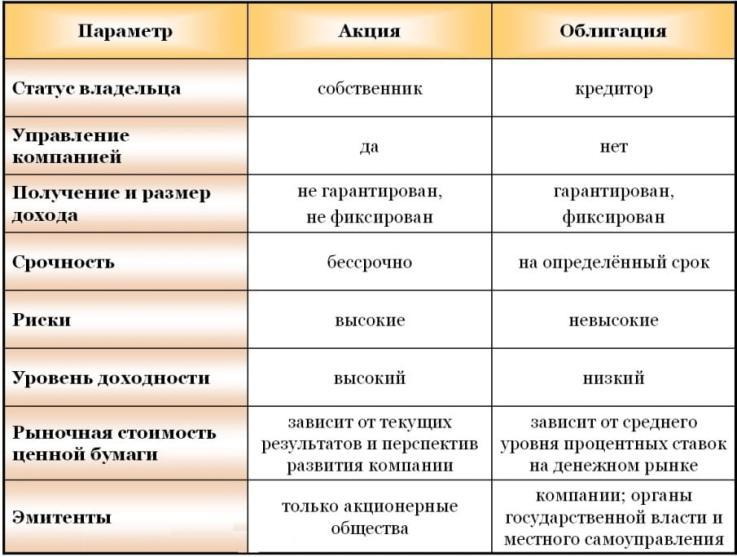 Параметр
Акция
Облигация
Статус владельца
собственник
кредитор
Управление
компанией
да
нет
Получение и размер
дохода
не гарантирован,
не фиксирован
гарантирован,
фиксирован
Срочность
бессрочно
на определённый срок
Риски
высокие
невысокие
Уровень доходности
высокий
низкий
Рыночная стоимость
ценной бумаги
зависит от текущих
результатов и перспектив
развития компании
зависит от среднего
уровня процентных ставок
на денежном рынке
Эмитенты
только акционерные
общества
компании; органы
государственной власти и
местного самоуправления